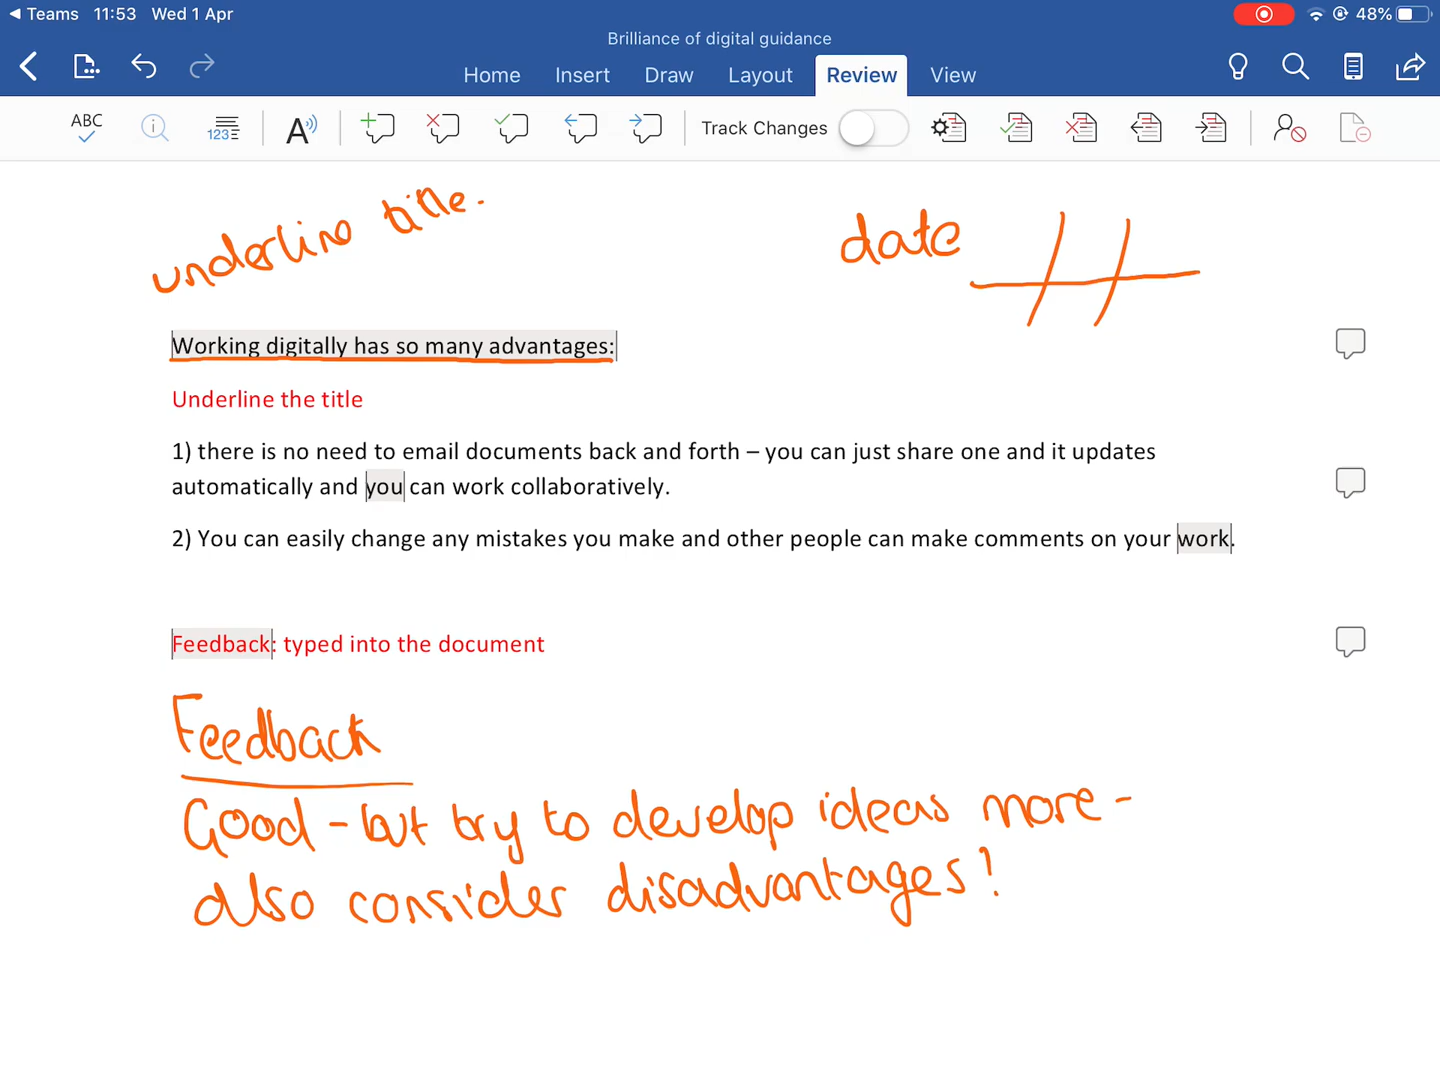 Teams 11:53 Wed 1 Apr 48%
Brilliance of digital guidance
Home Insert Draw Layout Review View
ABC 123 A Track Changes
underline title.
date
Working digitally has so many advantages:
Underline the title
1) there is no need to email documents back and forth – you can just share one and it updates
automatically and you can work collaboratively.
2) You can easily change any mistakes you make and other people can make comments on your work.
Feedback: typed into the document
Feedback
Good - but try to develop ideas more -
also consider disadvantages!